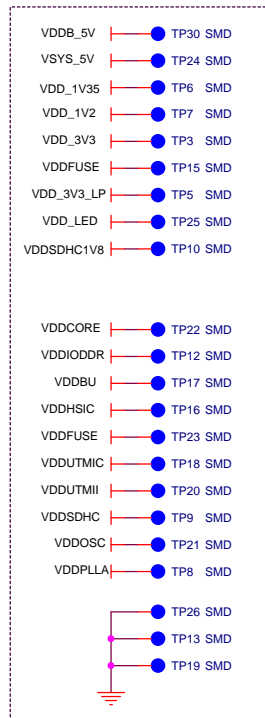 VDDB_5V TP30 SMD
VSYS_5V TP24 SMD
VDD_1V35 TP6 SMD
VDD_1V2 TP7 SMD
VDD_3V3 TP3 SMD
VDDFUSE TP15 SMD
VDD_3V3_LP TP5 SMD
VDD_LED TP25 SMD
VDDSDHC1V8 TP10 SMD
VDDCORE TP22 SMD
VDDIODDR TP12 SMD
VDDBU TP17 SMD
VDDHSIC TP16 SMD
VDDFUSE TP23 SMD
VDDUTMIC TP18 SMD
VDDUTMII TP20 SMD
VDDSDHC TP9 SMD
VDDOSC TP21 SMD
VDDPLLA TP8 SMD
TP26 SMD
TP13 SMD
TP19 SMD